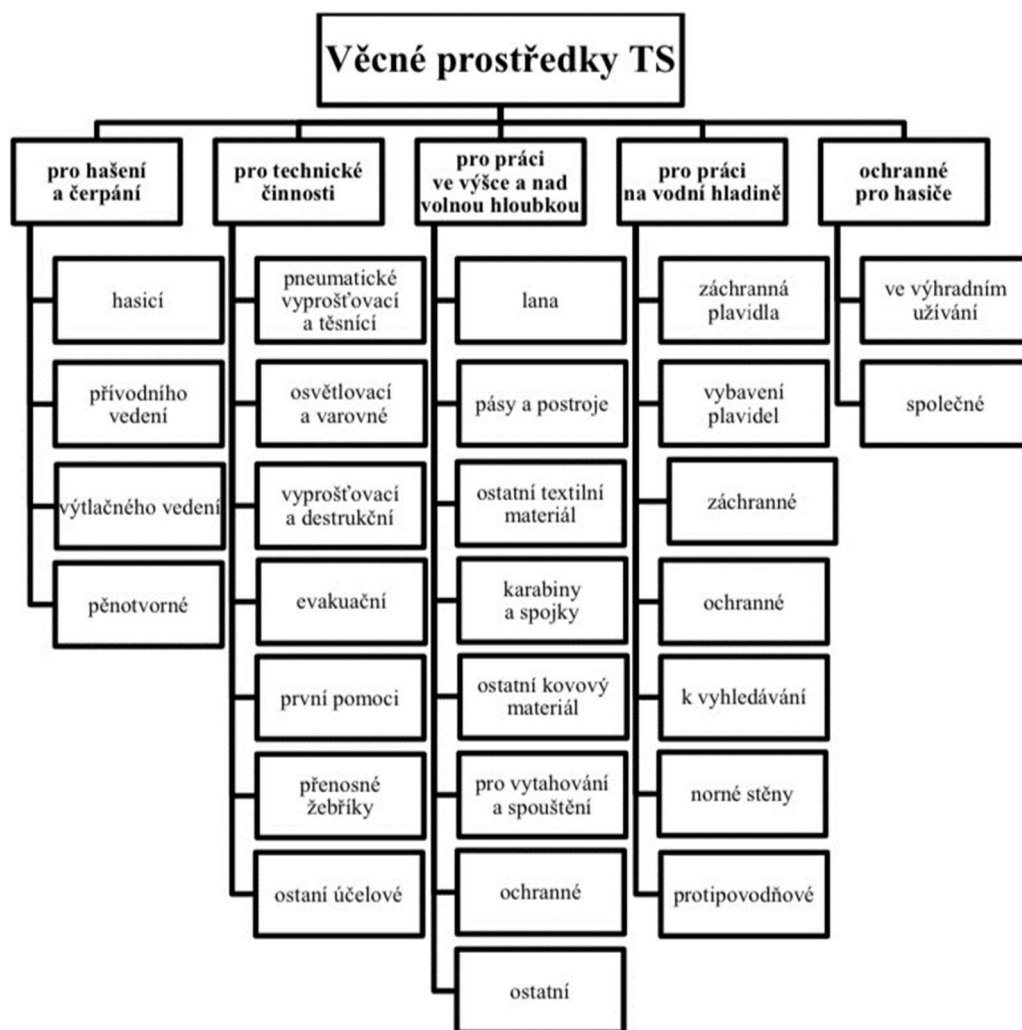 Věcné prostředky TS
pro hašení
a čerpání
hasicí
přívodního
vedení
výtlačného vedení
pěnotvorné
pro technické
činnosti
pneumatické
vyprošťovací
a těsnící
osvětlovací
a varovné
vyprošťovací
a destrukční
evakuační
první pomoci
přenosné
žebříky
ostaní účelové
pro práci
ve výšce a nad
volnou hloubkou
lana
pásy a postroje
ostatní textilní
materiál
karabiny
a spojky
ostatní kovový
materiál
pro vytahování
a spouštění
ochranné
ostatní
pro práci
na vodní hladině
záchranná
plavidla
vybavení
plavidel
záchranné
ochranné
k vyhledávání
norné stěny
protipovodňové
ochranné
pro hasiče
ve výhradním
užívání
společné